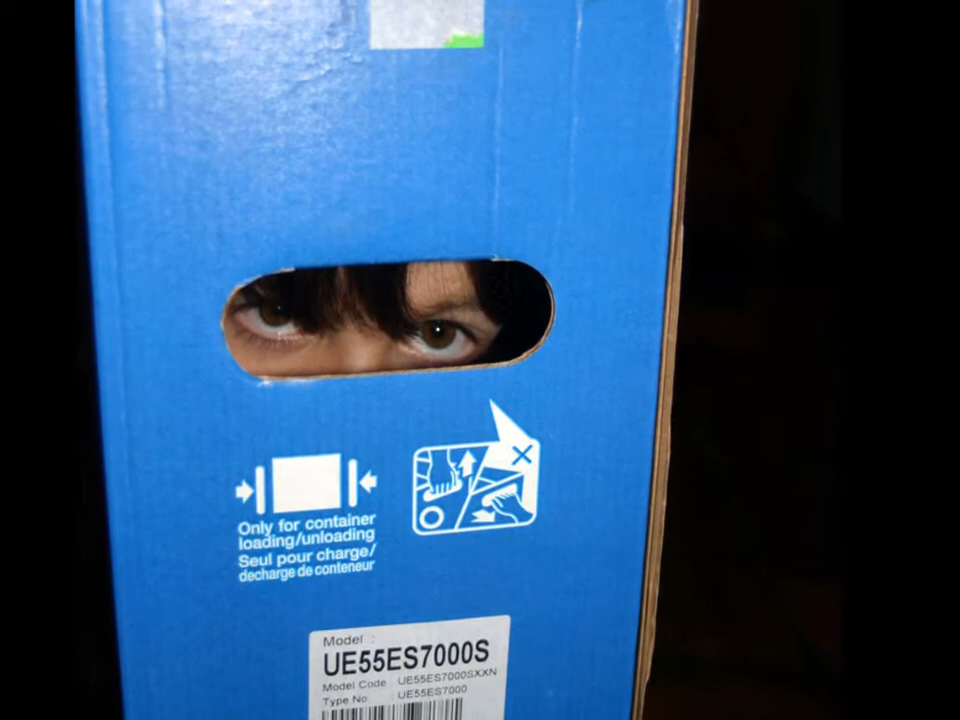 Only for container
loading/unloading
Seul pour charge/
decharge de conteneur
Model :
UE55ES7000S
Model Code : UE55ES7000SXXN
Type No : UE55ES7000